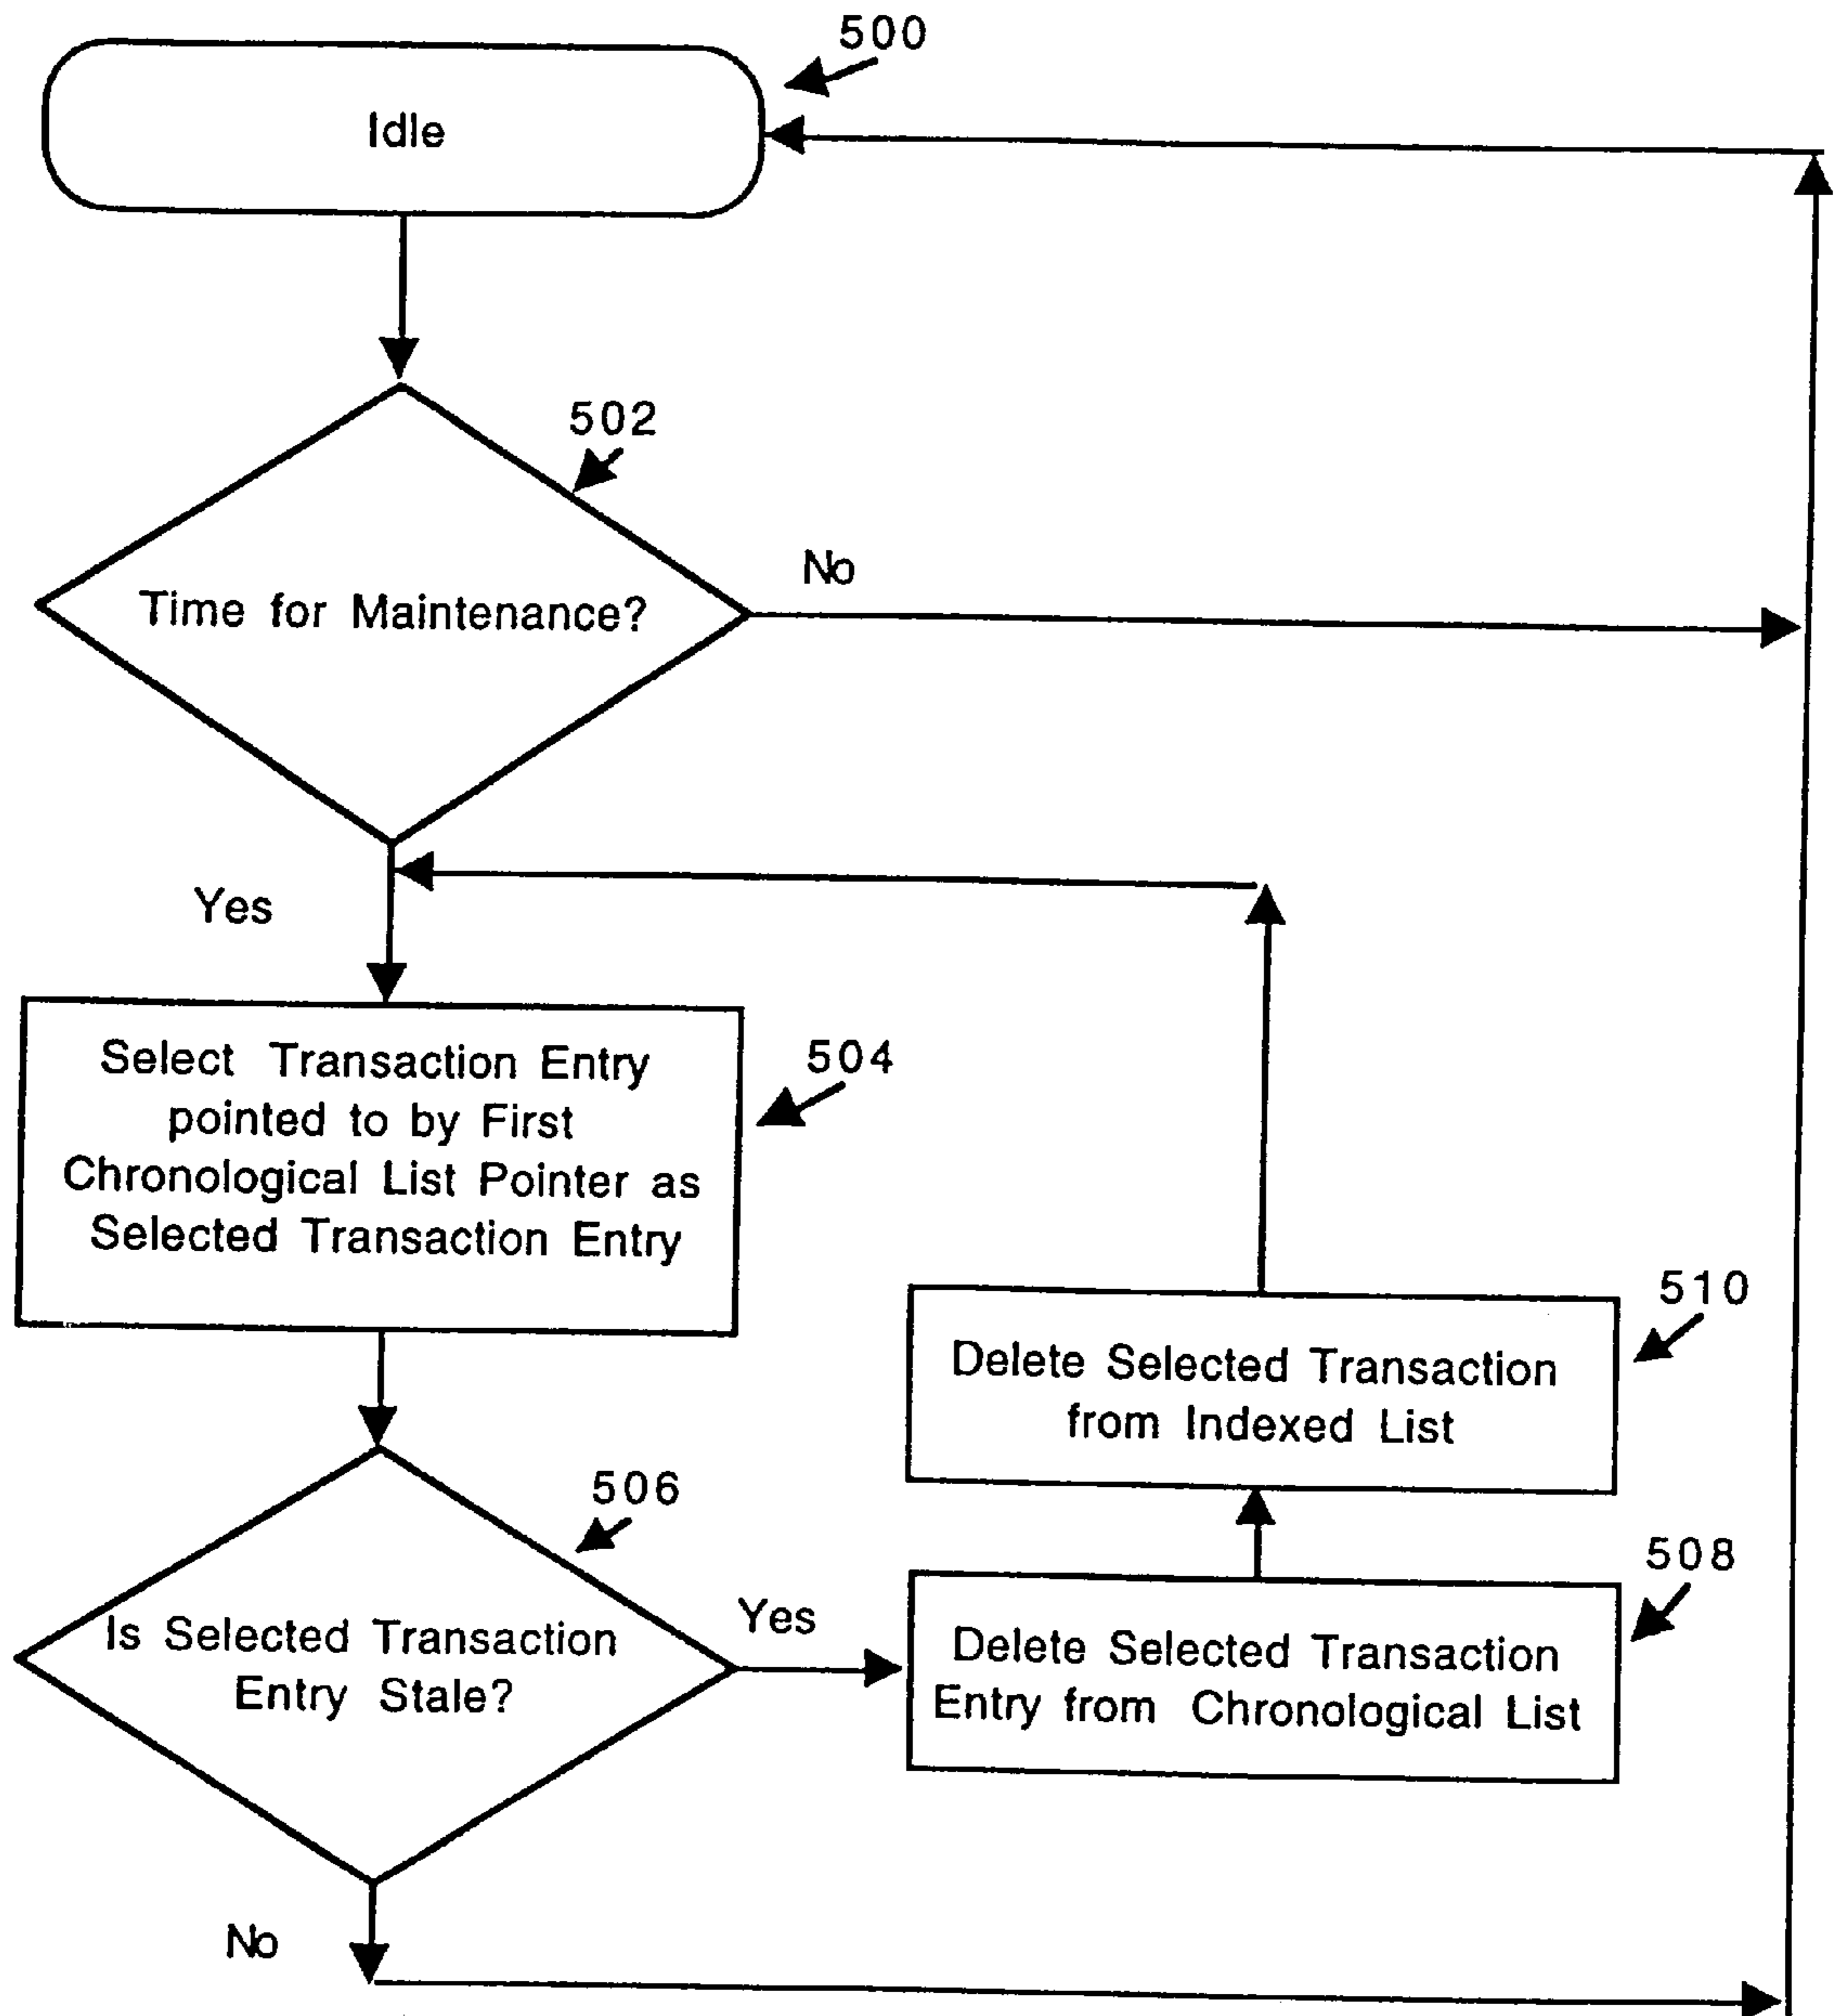 500
Idle
502
Time for Maintenance?
No
Yes
Select Transaction Entry
pointed to by First
Chronological List Pointer as
Selected Transaction Entry
504
510
Delete Selected Transaction
from Indexed List
506
508
Is Selected Transaction
Entry Stale?
Yes
Delete Selected Transaction
Entry from Chronological List
No